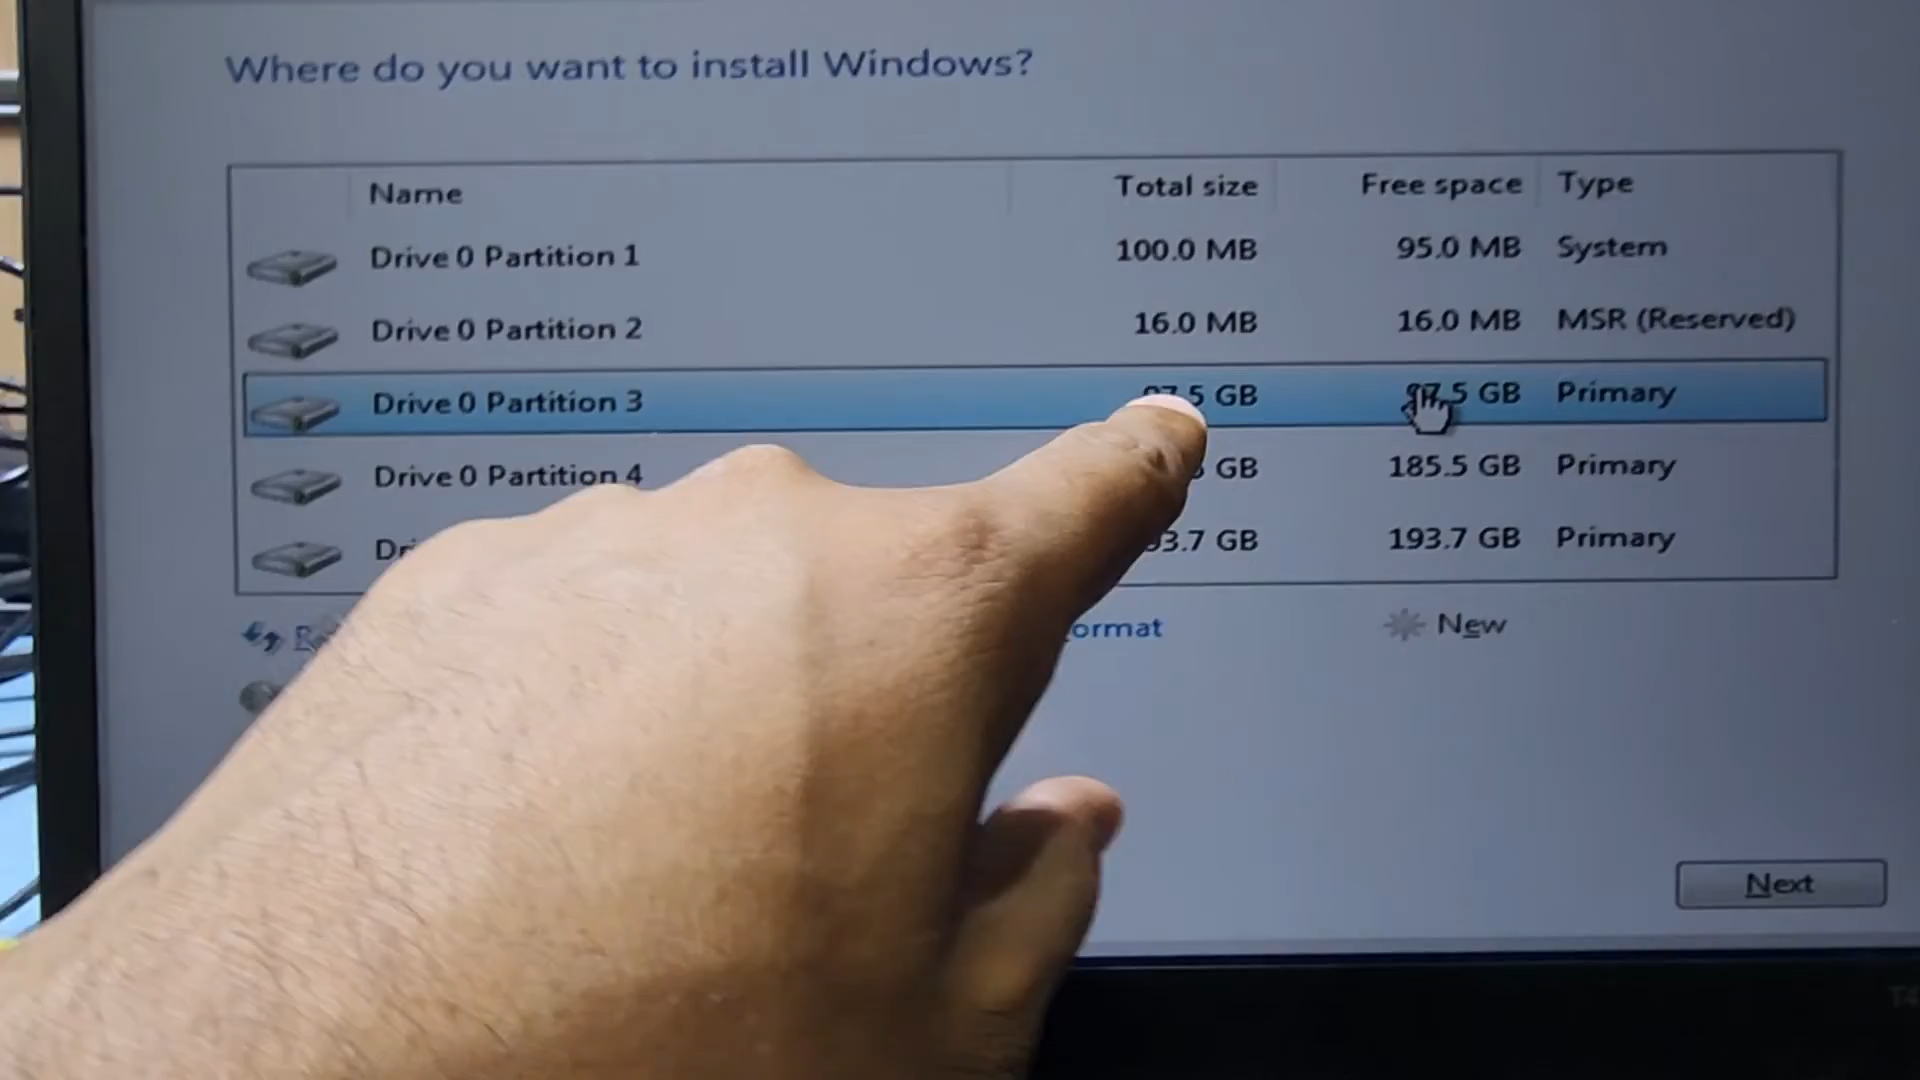 Where do you want to install Windows?
Name Total size Free space Type
Drive 0 Partition 1 100.0 MB 95.0 MB System
Drive 0 Partition 2 16.0 MB 16.0 MB MSR (Reserved)
Drive 0 Partition 3 GB GB Primary
Drive 0 Partition 4 GB 185.5 GB Primary
GB 193.7 GB Primary
New
Next